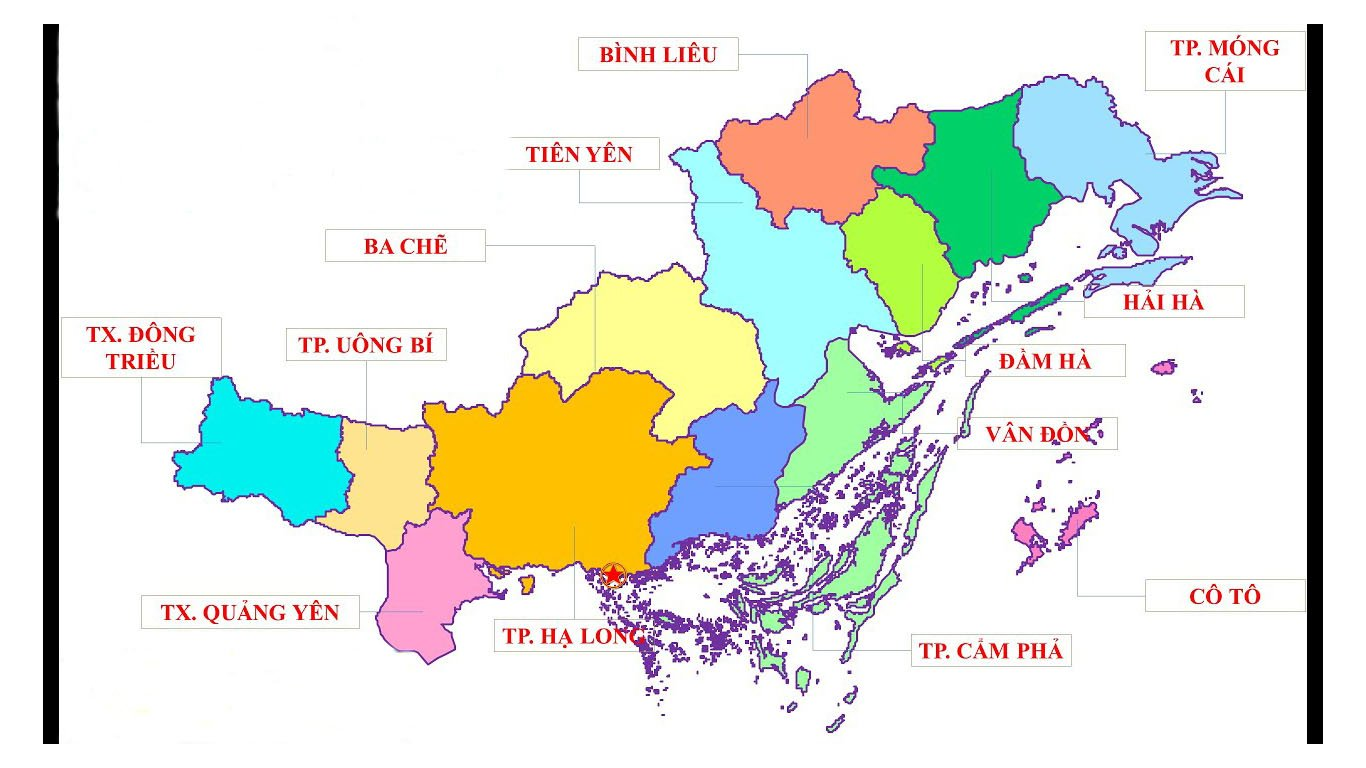 BÌNH LIÊU
TP. MÓNG
CÁI
TIÊN YÊN
BA CHẼ
HẢI HÀ
TX. ĐÔNG
TRIỀU
TP. UÔNG BÍ
ĐẦM HÀ
VÂN ĐỒN
CÔ TÔ
TX. QUẢNG YÊN
TP. HẠ LONG
TP. CẨM PHẢ